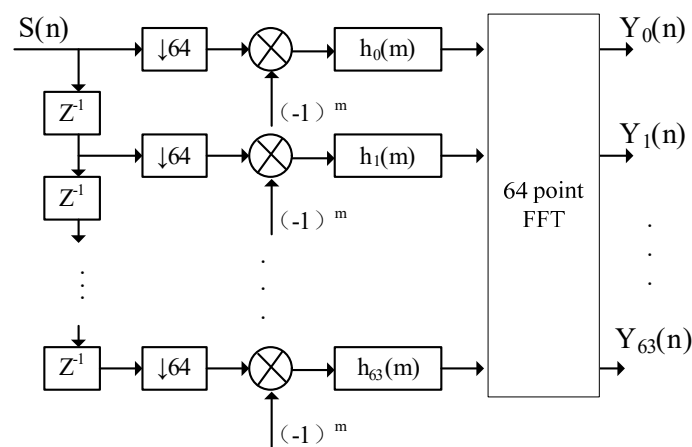 S(n) ↓64 h₀(m) Y₀(n)
(-1) ᵐ
Z⁻¹
↓64 h₁(m) Y₁(n)
Z⁻¹
(-1) ᵐ
64 point
FFT
Z⁻¹ ↓64 h₆₃(m) Y₆₃(n)
(-1) ᵐ